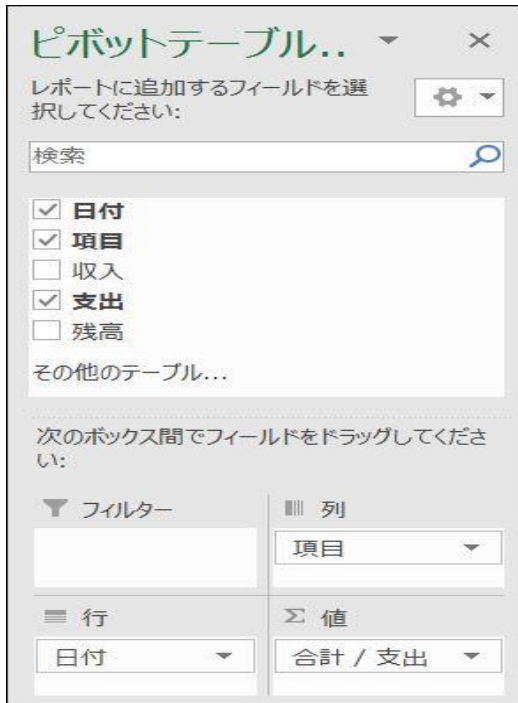 ピボットテーブル..
レポートに追加するフィールドを選
択してください:
検索
日付
項目
収入
支出
残高
その他のテーブル...
次のボックス間でフィールドをドラッグしてくださ
い:
フィルター
列
項目
行
Σ 値
日付
合計 / 支出